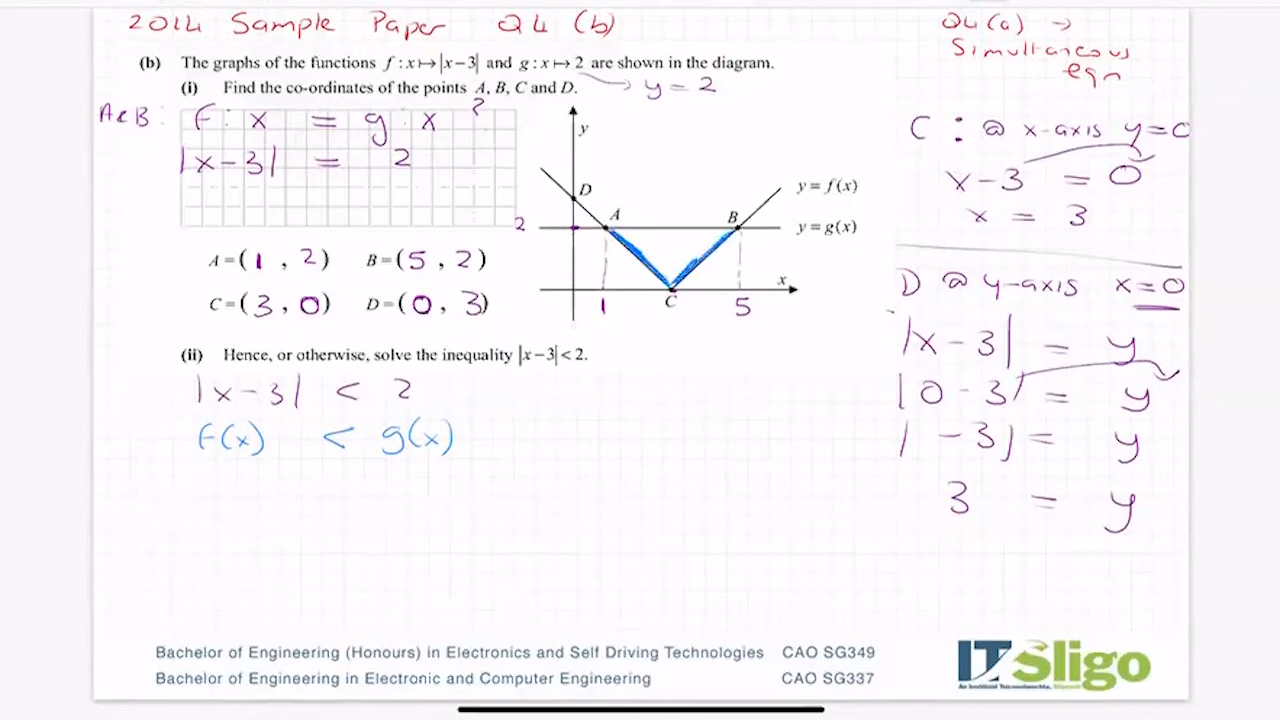 2014 Sample Paper Q4 (b)
Q4(a) →
Simultaneous
eqn
(b) The graphs of the functions f : x ↦ |x−3| and g : x ↦ 2 are shown in the diagram.
(i) Find the co-ordinates of the points A, B, C and D.
y = 2
A & B: f : x = g : x ?
|x − 3| = 2
y
D
A
B
y = f(x)
2
y = g(x)
x
1
C
5
A = (1 , 2) B = (5 , 2)
C = (3 , 0) D = (0 , 3)
C : @ x-axis y=0
x − 3 = 0
x = 3
D @ y-axis x=0
|x − 3| = y
|0 − 3| = y
|−3| = y
3 = y
(ii) Hence, or otherwise, solve the inequality |x−3| < 2.
|x − 3| < 2
f(x) < g(x)
Bachelor of Engineering (Honours) in Electronics and Self Driving Technologies CAO SG349
Bachelor of Engineering in Electronic and Computer Engineering CAO SG337
IT Sligo